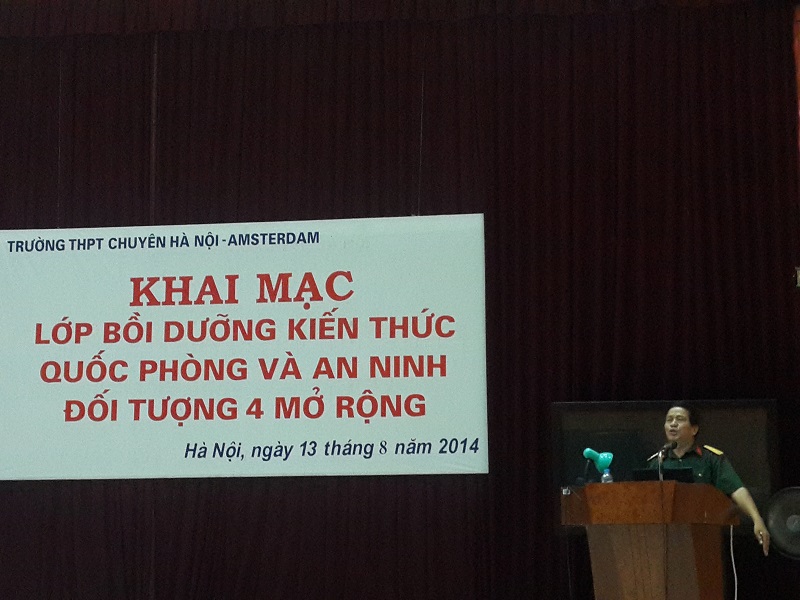 TRƯỜNG THPT CHUYÊN HÀ NỘI-AMSTERDAM
KHAI MẠC
LỚP BỒI DƯỠNG KIẾN THỨC
QUỐC PHÒNG VÀ AN NINH
ĐỐI TƯỢNG 4 MỞ RỘNG
Hà Nội, ngày 13 tháng 8 năm 2014